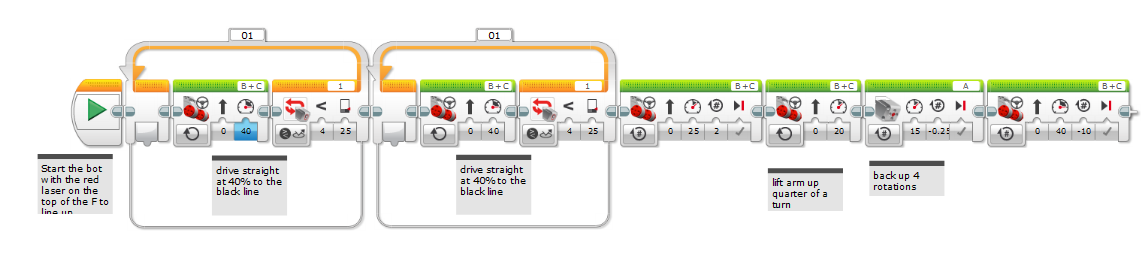 01
01
B+C
1
B+C
1
B+C
B+C
A
B+C
0
40
<
4
25
0
40
<
4
25
0
25
2
0
20
15
-0.25
0
40
-10
Start the bot
with the red
laser on the
top of the F to
line up
drive straight
at 40% to the
black line
drive straight
at 40% to the
black line
lift arm up
quarter of a
turn
back up 4
rotations